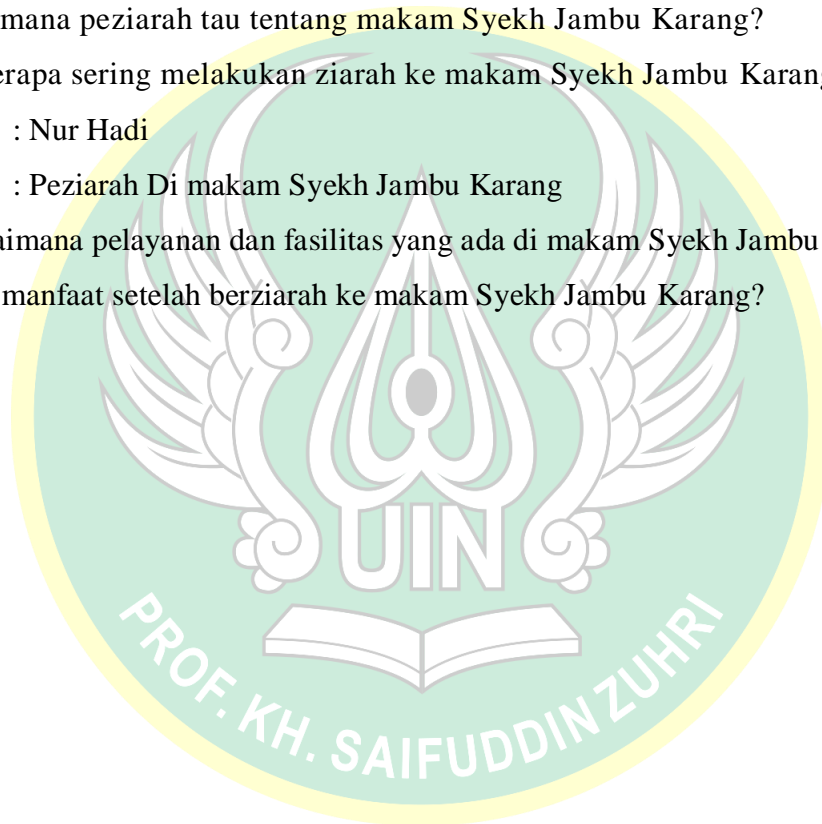 mana peziarah tau tentang makam Syekh Jambu Karang?
erapa sering melakukan ziarah ke makam Syekh Jambu Karang
: Nur Hadi
: Peziarah Di makam Syekh Jambu Karang
aimana pelayanan dan fasilitas yang ada di makam Syekh Jambu
manfaat setelah berziarah ke makam Syekh Jambu Karang?
UIN
PROF. KH. SAIFUDDIN ZUHRI